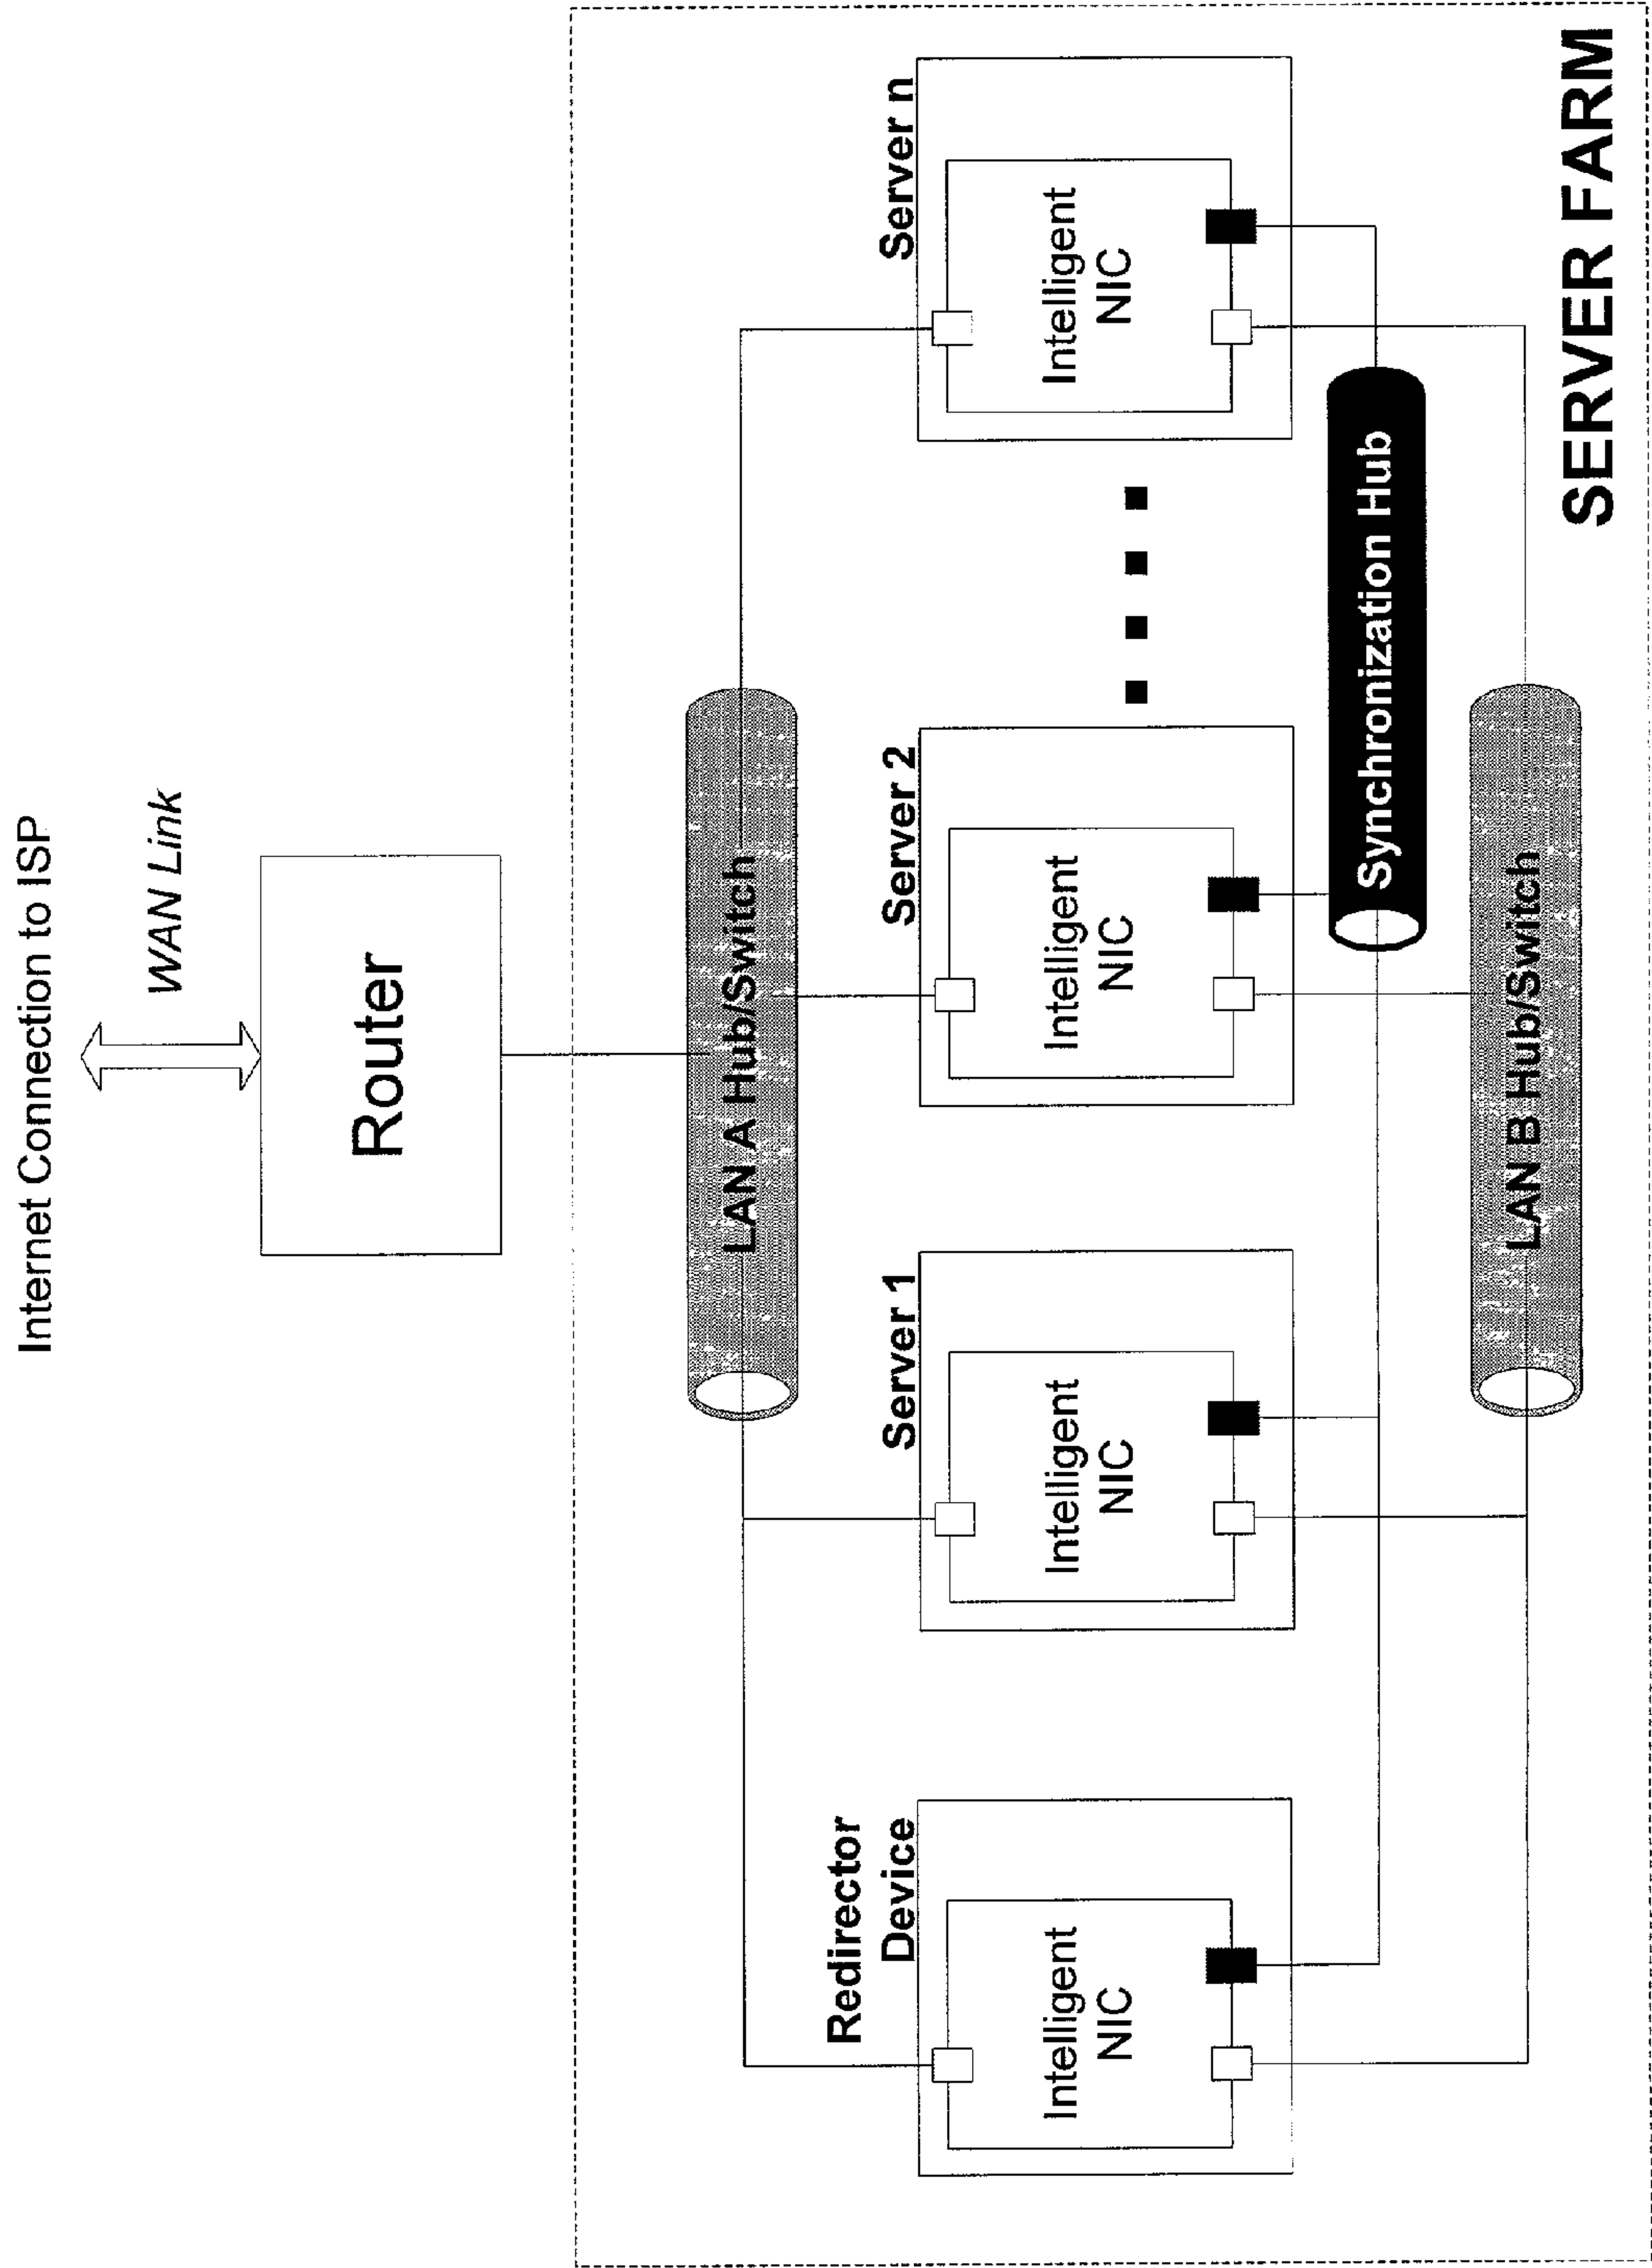 Internet Connection to ISP
WAN Link
Router
LAN A Hub/Switch
Redirector
Device
Server 1
Server 2
Server n
Intelligent
NIC
Intelligent
NIC
Intelligent
NIC
Intelligent
NIC
Synchronization Hub
LAN B Hub/Switch
SERVER FARM